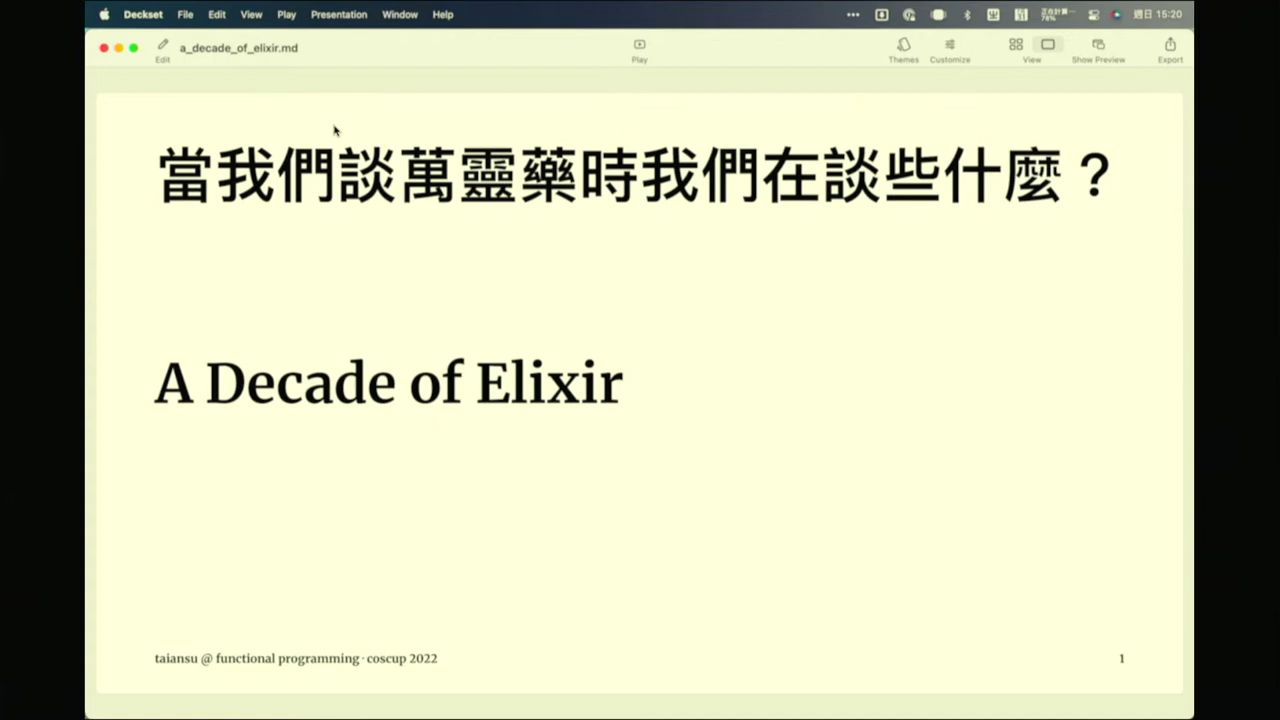 Deckset File Edit View Play Presentation Window Help
週日 15:20
78%
Edit
a_decade_of_elixir.md
Play
Themes Customize View Show Preview Export
當我們談萬靈藥時我們在談些什麼？
A Decade of Elixir
taiansu @ functional programming · coscup 2022
1